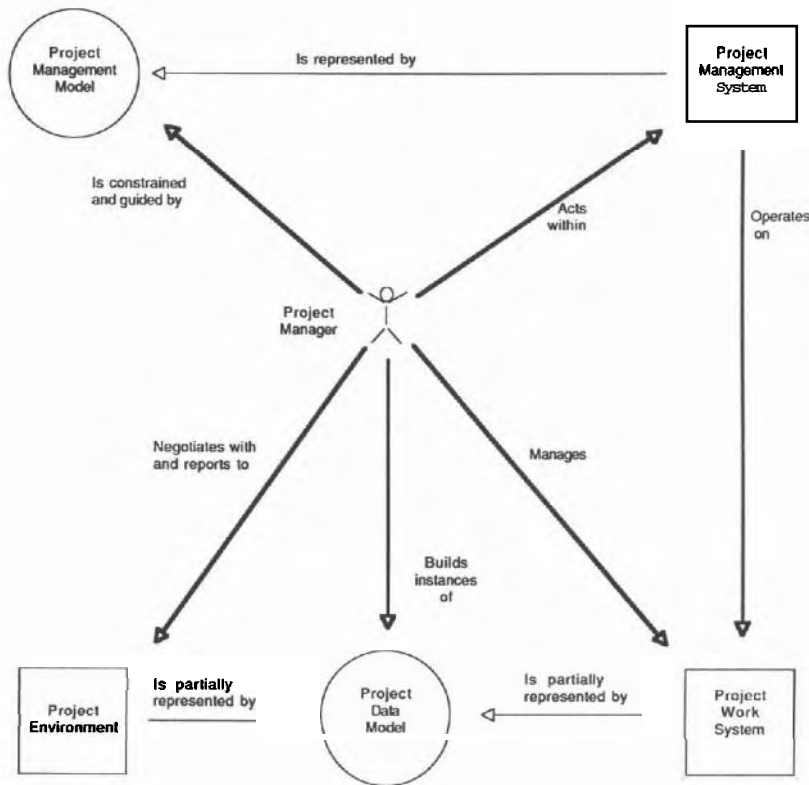 Project
Management
Model
Is represented by
Project
Management
System
Is constrained
and guided by
Acts
within
Operates
on
Project
Manager
Negotiates with
and reports to
Manages
Builds
instances
of
Project
Environment
Is partially
represented by
Project
Data
Model
Is partially
represented by
Project
Work
System